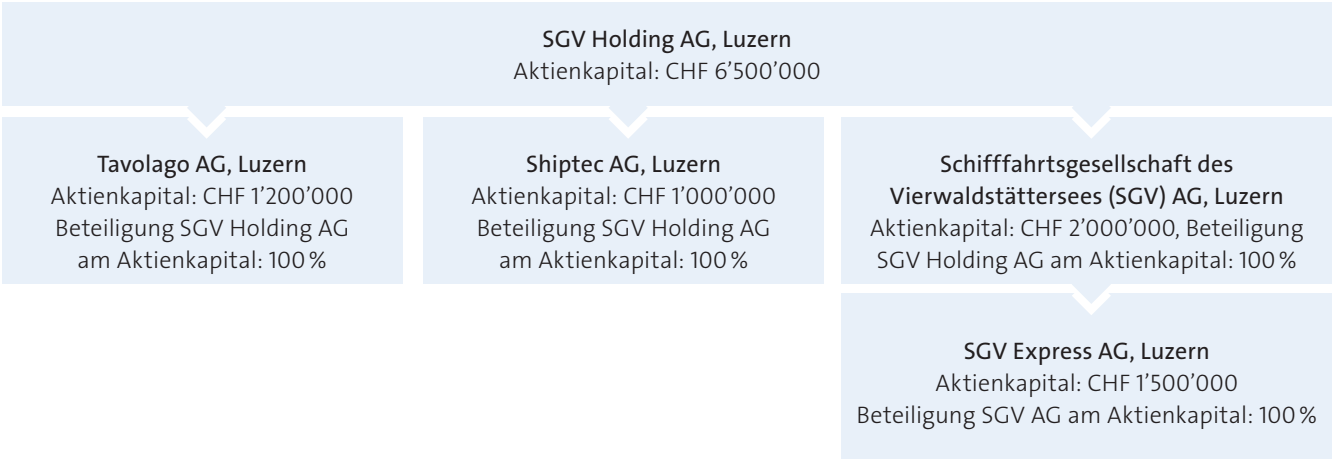 SGV Holding AG, Luzern
Aktienkapital: CHF 6’500’000
Tavolago AG, Luzern
Aktienkapital: CHF 1’200’000
Beteiligung SGV Holding AG
am Aktienkapital: 100 %
Shiptec AG, Luzern
Aktienkapital: CHF 1’000’000
Beteiligung SGV Holding AG
am Aktienkapital: 100 %
Schifffahrtsgesellschaft des
Vierwaldstättersees (SGV) AG, Luzern
Aktienkapital: CHF 2’000’000, Beteiligung
SGV Holding AG am Aktienkapital: 100 %
SGV Express AG, Luzern
Aktienkapital: CHF 1’500’000
Beteiligung SGV AG am Aktienkapital: 100 %